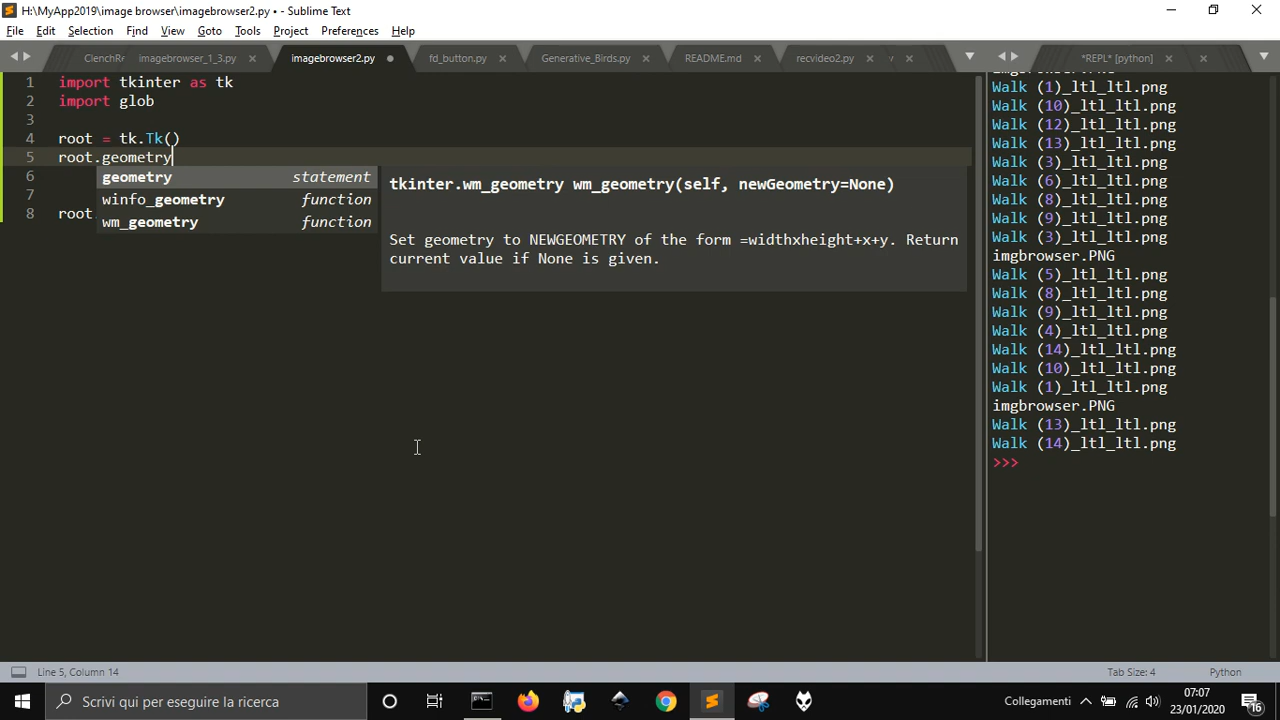 H:\MyApp2019\image browser\imagebrowser2.py • - Sublime Text
File Edit Selection Find View Goto Tools Project Preferences Help
ClenchRe imagebrowser_1_3.py imagebrowser2.py fd_button.py Generative_Birds.py README.md recvideo2.py *REPL* [python]
1 import tkinter as tk
2 import glob
3
4 root = tk.Tk()
5 root.geometry
6
7
8 root.
geometry statement
winfo_geometry function
wm_geometry function
tkinter.wm_geometry wm_geometry(self, newGeometry=None)
Set geometry to NEWGEOMETRY of the form =widthxheight+x+y. Return
current value if None is given.
imgbrowser.PNG
Walk (1)_ltl_ltl.png
Walk (10)_ltl_ltl.png
Walk (12)_ltl_ltl.png
Walk (13)_ltl_ltl.png
Walk (3)_ltl_ltl.png
Walk (6)_ltl_ltl.png
Walk (8)_ltl_ltl.png
Walk (9)_ltl_ltl.png
Walk (3)_ltl_ltl.png
imgbrowser.PNG
Walk (5)_ltl_ltl.png
Walk (8)_ltl_ltl.png
Walk (9)_ltl_ltl.png
Walk (4)_ltl_ltl.png
Walk (14)_ltl_ltl.png
Walk (10)_ltl_ltl.png
Walk (1)_ltl_ltl.png
imgbrowser.PNG
Walk (13)_ltl_ltl.png
Walk (14)_ltl_ltl.png
>>>
Line 5, Column 14 Tab Size: 4 Python
Scrivi qui per eseguire la ricerca
Collegamenti
07:07
23/01/2020
16